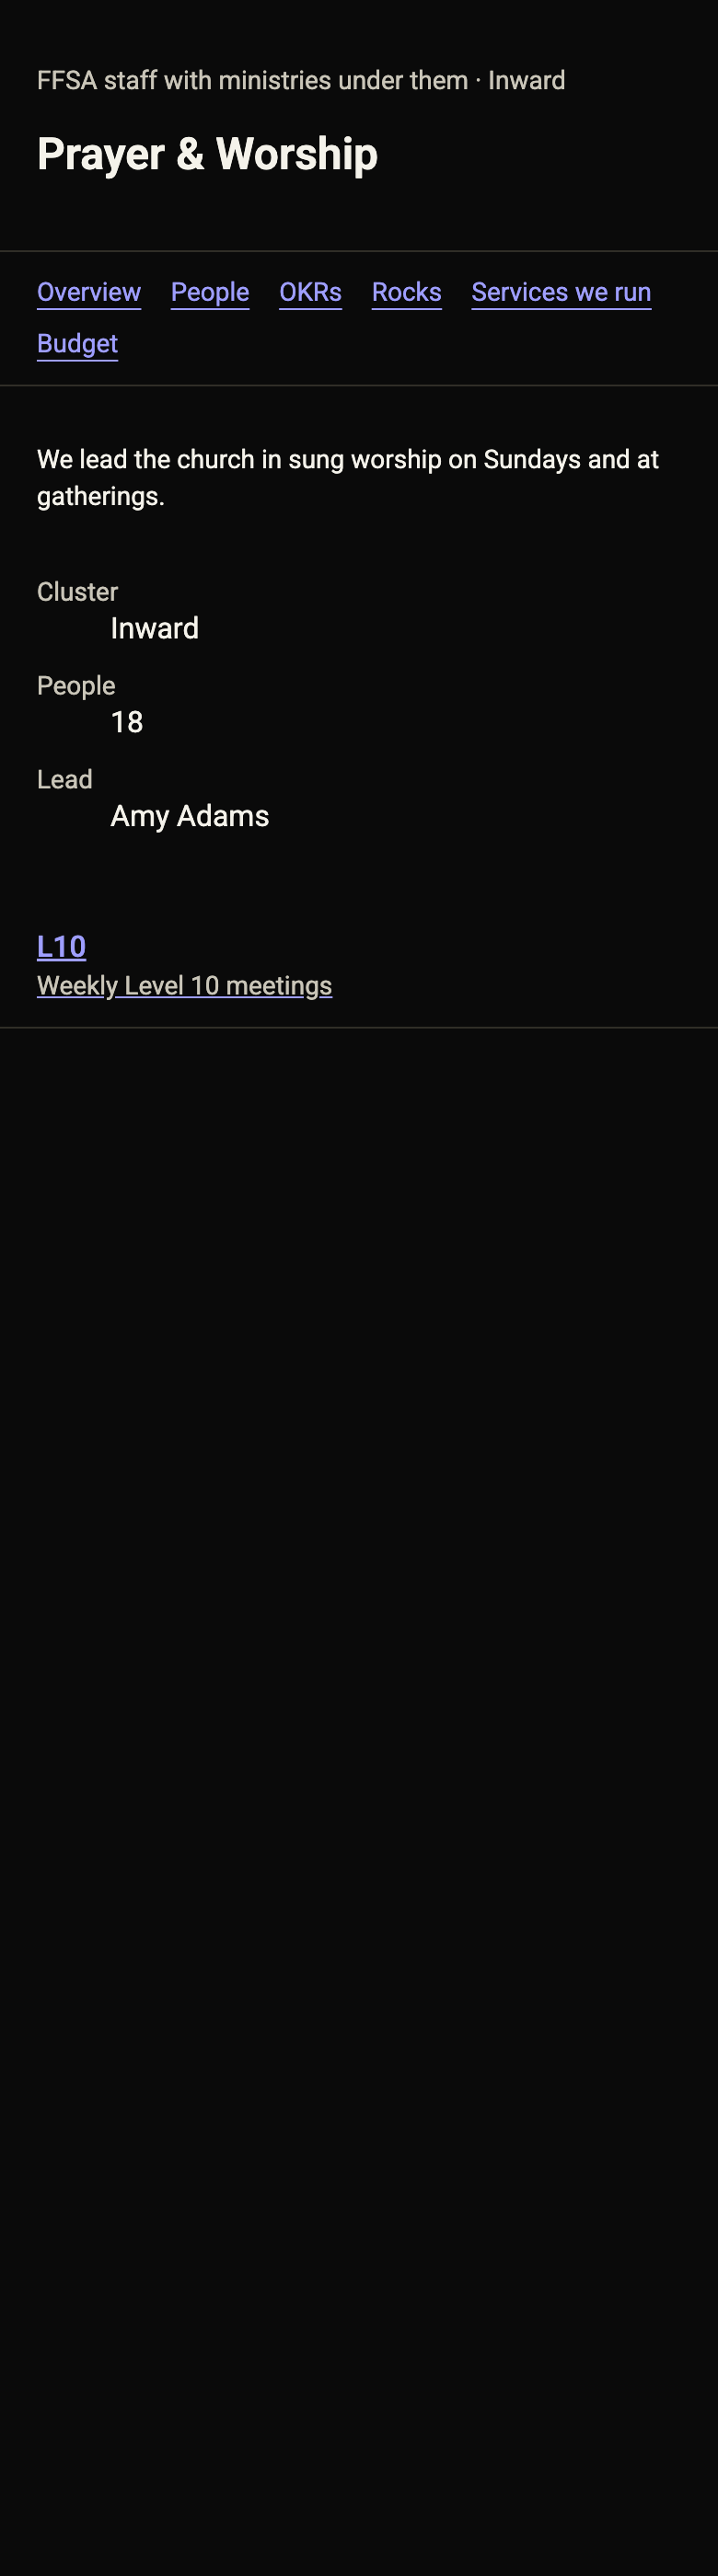 FFSA staff with ministries under them · Inward
Prayer & Worship
Overview People OKRs Rocks Services we run
Budget
We lead the church in sung worship on Sundays and at
gatherings.
Cluster
Inward
People
18
Lead
Amy Adams
L10
Weekly Level 10 meetings